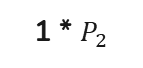 1 * P₂